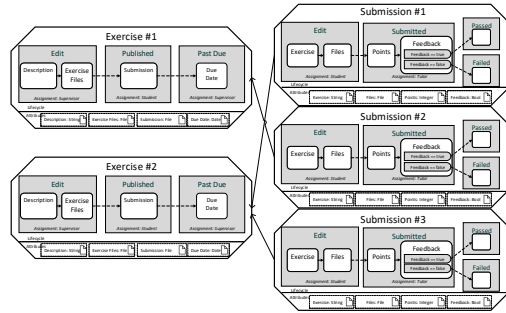 Exercise #1
Edit
Published
Past Due
Description
Exercise
Files
Submission
Due
Date
Assignment: Supervisor
Assignment: Student
Assignment: Supervisor
Lifecycle
Attributes
Description: String
Exercise Files: File
Submission: File
Due Date: Date
Exercise #2
Edit
Published
Past Due
Description
Exercise
Files
Submission
Due
Date
Assignment: Supervisor
Assignment: Student
Assignment: Supervisor
Lifecycle
Attributes
Description: String
Exercise Files: File
Submission: File
Due Date: Date
Submission #1
Edit
Submitted
Passed
Exercise
Files
Points
Feedback
Feedback == true
Feedback == false
Failed
Assignment: Student
Assignment: Tutor
Lifecycle
Attributes
Exercise: String
Files: File
Points: Integer
Feedback: Bool
Submission #2
Edit
Submitted
Passed
Exercise
Files
Points
Feedback
Feedback == true
Feedback == false
Failed
Assignment: Student
Assignment: Tutor
Lifecycle
Attributes
Exercise: String
Files: File
Points: Integer
Feedback: Bool
Submission #3
Edit
Submitted
Passed
Exercise
Files
Points
Feedback
Feedback == true
Feedback == false
Failed
Assignment: Student
Assignment: Tutor
Lifecycle
Attributes
Exercise: String
Files: File
Points: Integer
Feedback: Bool